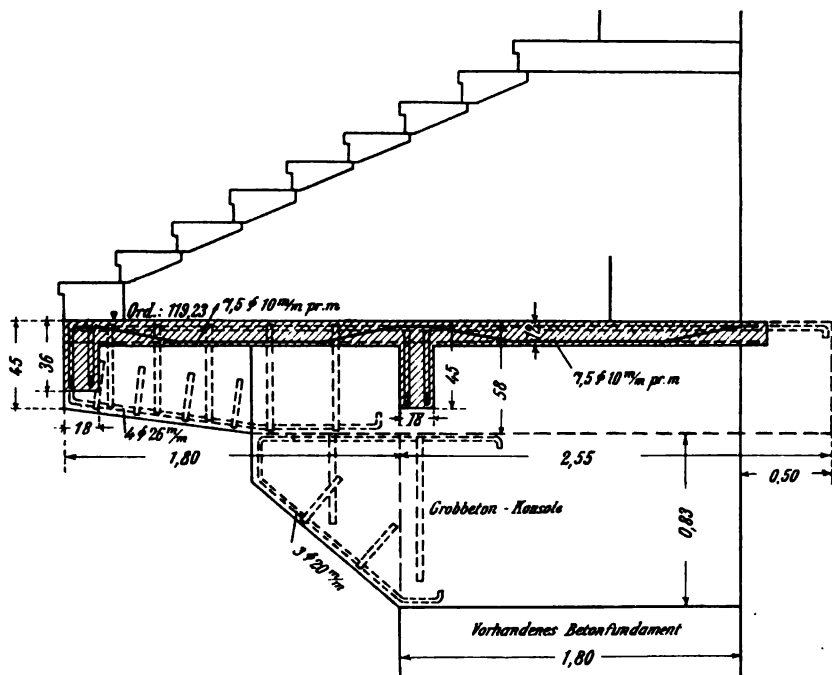 Ord.: 119,23
7,5 ϕ 10 m/m pr. m
45
36
45
58
7,5 ϕ 10 m/m pr. m
18
4 ϕ 26 m/m
18
1,80
2,55
0,50
Grobbeton - Konsole
0,83
3 ϕ 20 m/m
Vorhandenes Betonfundament
1,80